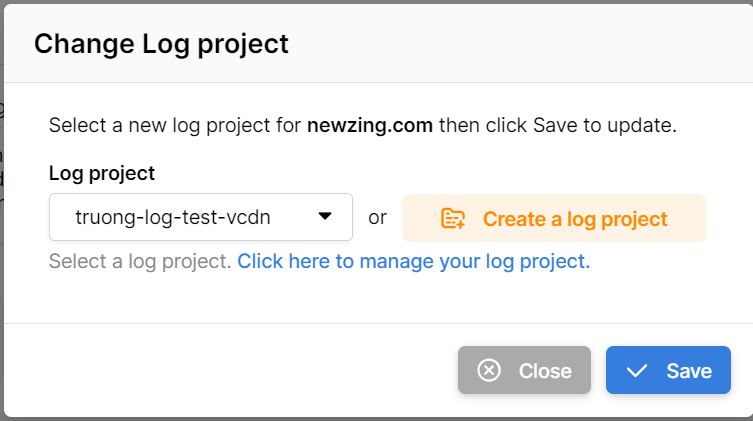 Change Log project
Select a new log project for newzing.com then click Save to update.
Log project
truong-log-test-vcdn or Create a log project
Select a log project. Click here to manage your log project.
Close Save